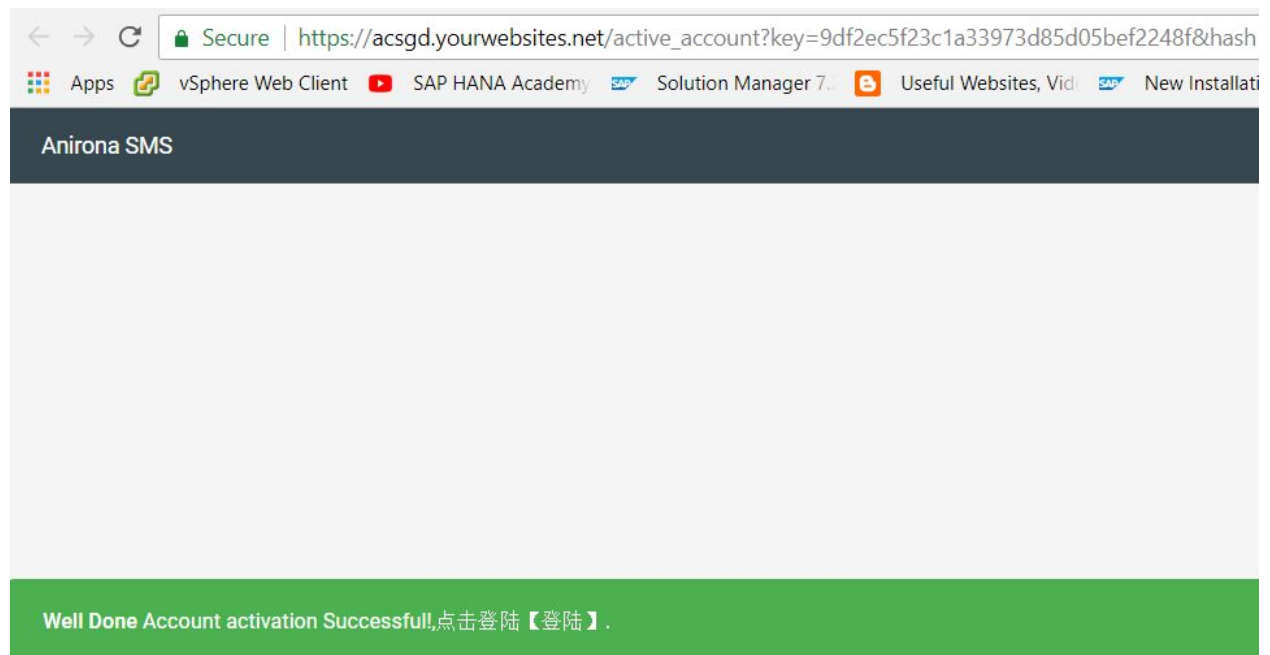 Secure | https://acsgd.yourwebsites.net/active_account?key=9df2ec5f23c1a33973d85d05bef2248f&hash
Apps vSphere Web Client SAP HANA Academy Solution Manager 7. Useful Websites, Vid New Installati
Anirona SMS
Well Done Account activation Successful!,点击登陆【登陆】.